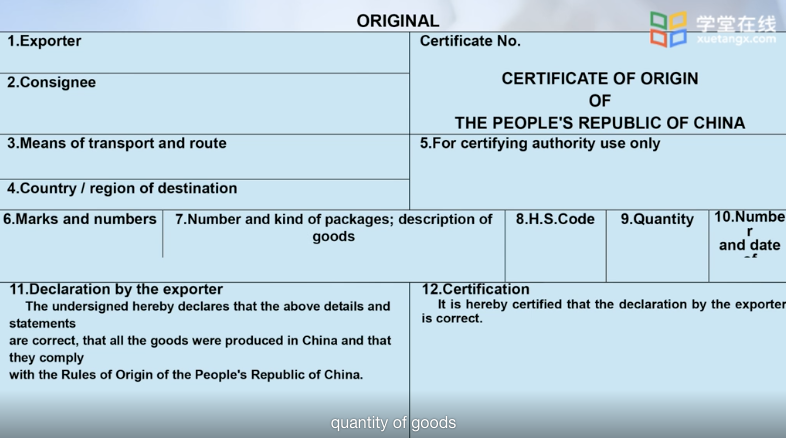 ORIGINAL
学堂在线
xuetangx.com
1.Exporter
Certificate No.
CERTIFICATE OF ORIGIN
OF
THE PEOPLE'S REPUBLIC OF CHINA
2.Consignee
3.Means of transport and route
5.For certifying authority use only
4.Country / region of destination
6.Marks and numbers
7.Number and kind of packages; description of
goods
8.H.S.Code
9.Quantity
10.Numbe
r
and date
11.Declaration by the exporter
The undersigned hereby declares that the above details and
statements
are correct, that all the goods were produced in China and that
they comply
with the Rules of Origin of the People's Republic of China.
12.Certification
It is hereby certified that the declaration by the exporter
is correct.
quantity of goods